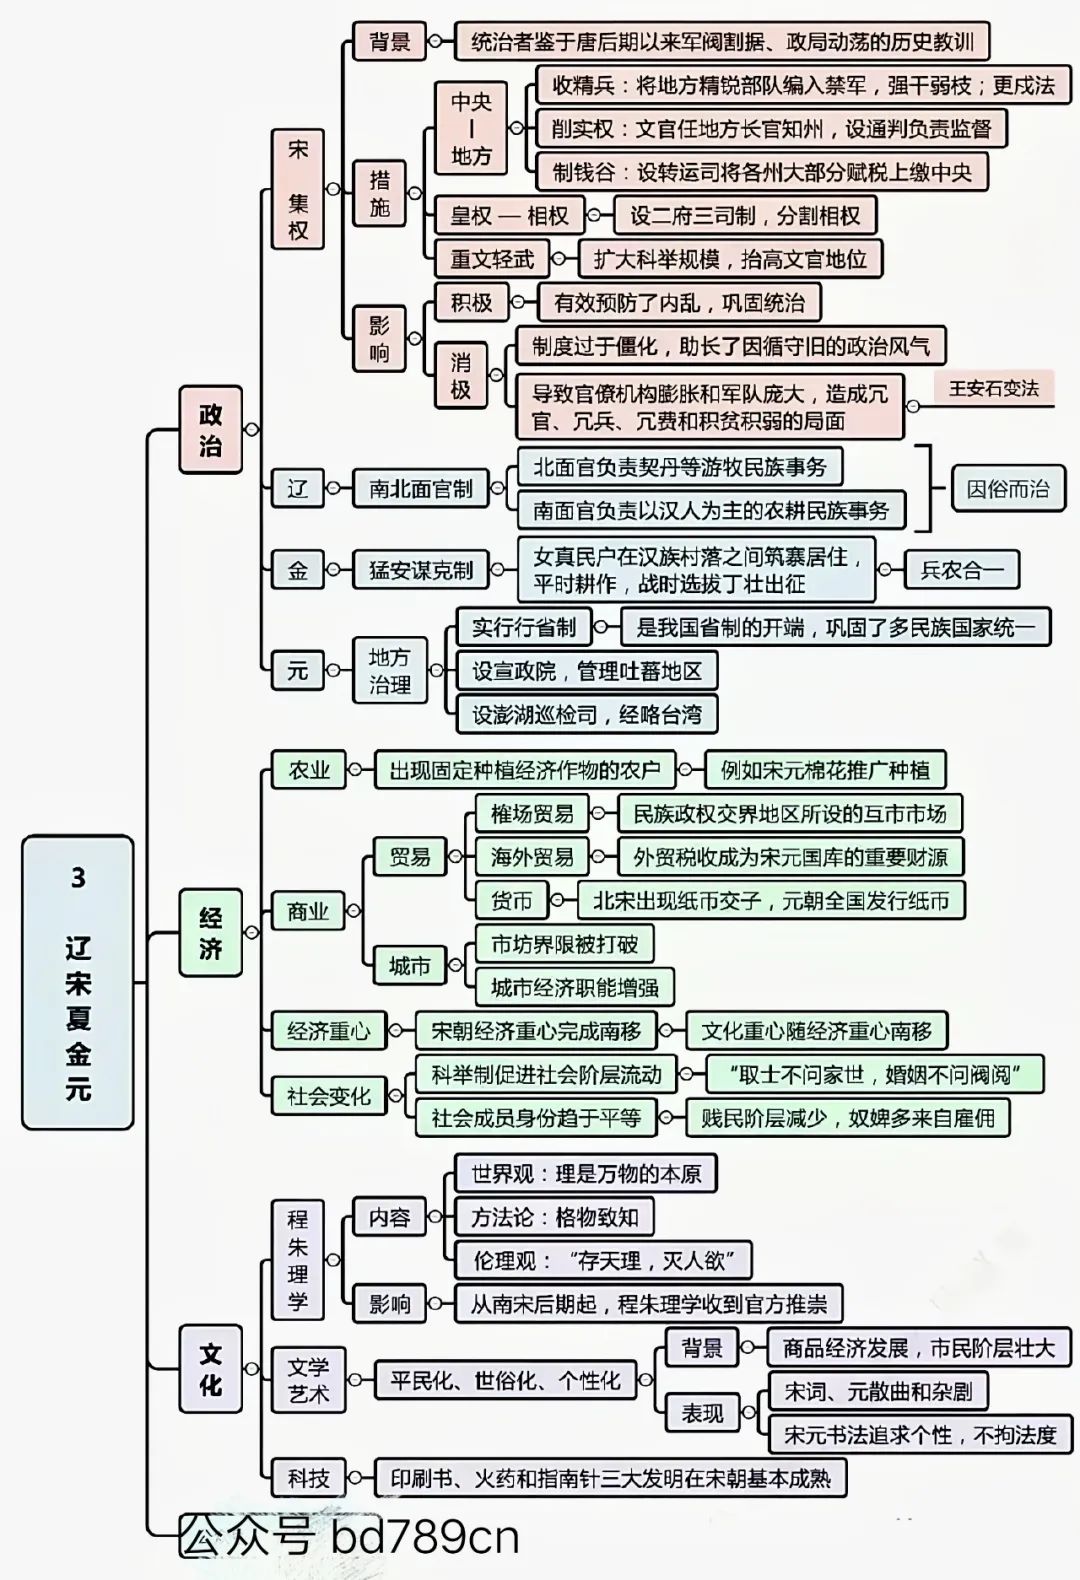 3
辽宋夏金元
政治
宋 集权
背景
统治者鉴于唐后期以来军阀割据、政局动荡的历史教训
措施
中央
|
地方
收精兵：将地方精锐部队编入禁军，强干弱枝；更戍法
削实权：文官任地方长官知州，设通判负责监督
制钱谷：设转运司将各州大部分赋税上缴中央
皇权 — 相权
设二府三司制，分割相权
重文轻武
扩大科举规模，抬高文官地位
影响
积极
有效预防了内乱，巩固统治
消极
制度过于僵化，助长了因循守旧的政治风气
导致官僚机构膨胀和军队庞大，造成冗
官、冗兵、冗费和积贫积弱的局面
王安石变法
辽
南北面官制
北面官负责契丹等游牧民族事务
南面官负责以汉人为主的农耕民族事务
因俗而治
金
猛安谋克制
女真民户在汉族村落之间筑寨居住，
平时耕作，战时选拔丁壮出征
兵农合一
元
地方
治理
实行行省制
是我国省制的开端，巩固了多民族国家统一
设宣政院，管理吐蕃地区
设澎湖巡检司，经略台湾
经济
农业
出现固定种植经济作物的农户
例如宋元棉花推广种植
商业
贸易
榷场贸易
民族政权交界地区所设的互市市场
海外贸易
外贸税收成为宋元国库的重要财源
货币
北宋出现纸币交子，元朝全国发行纸币
城市
市坊界限被打破
城市经济职能增强
经济重心
宋朝经济重心完成南移
文化重心随经济重心南移
社会变化
科举制促进社会阶层流动
“取士不问家世，婚姻不问阀阅”
社会成员身份趋于平等
贱民阶层减少，奴婢多来自雇佣
文化
程朱理学
内容
世界观：理是万物的本原
方法论：格物致知
伦理观：“存天理，灭人欲”
影响
从南宋后期起，程朱理学收到官方推崇
文学
艺术
平民化、世俗化、个性化
背景
商品经济发展，市民阶层壮大
表现
宋词、元散曲和杂剧
宋元书法追求个性，不拘法度
科技
印刷书、火药和指南针三大发明在宋朝基本成熟
公众号 bd789cn